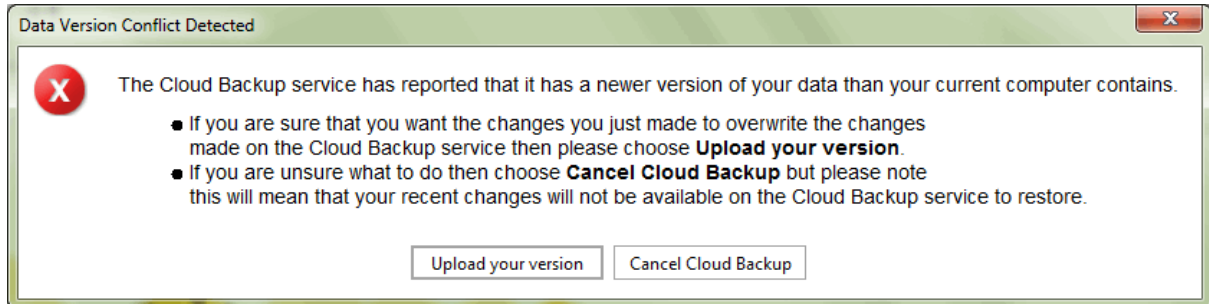 Data Version Conflict Detected
The Cloud Backup service has reported that it has a newer version of your data than your current computer contains.
● If you are sure that you want the changes you just made to overwrite the changes
made on the Cloud Backup service then please choose Upload your version.
● If you are unsure what to do then choose Cancel Cloud Backup but please note
this will mean that your recent changes will not be available on the Cloud Backup service to restore.
Upload your version Cancel Cloud Backup